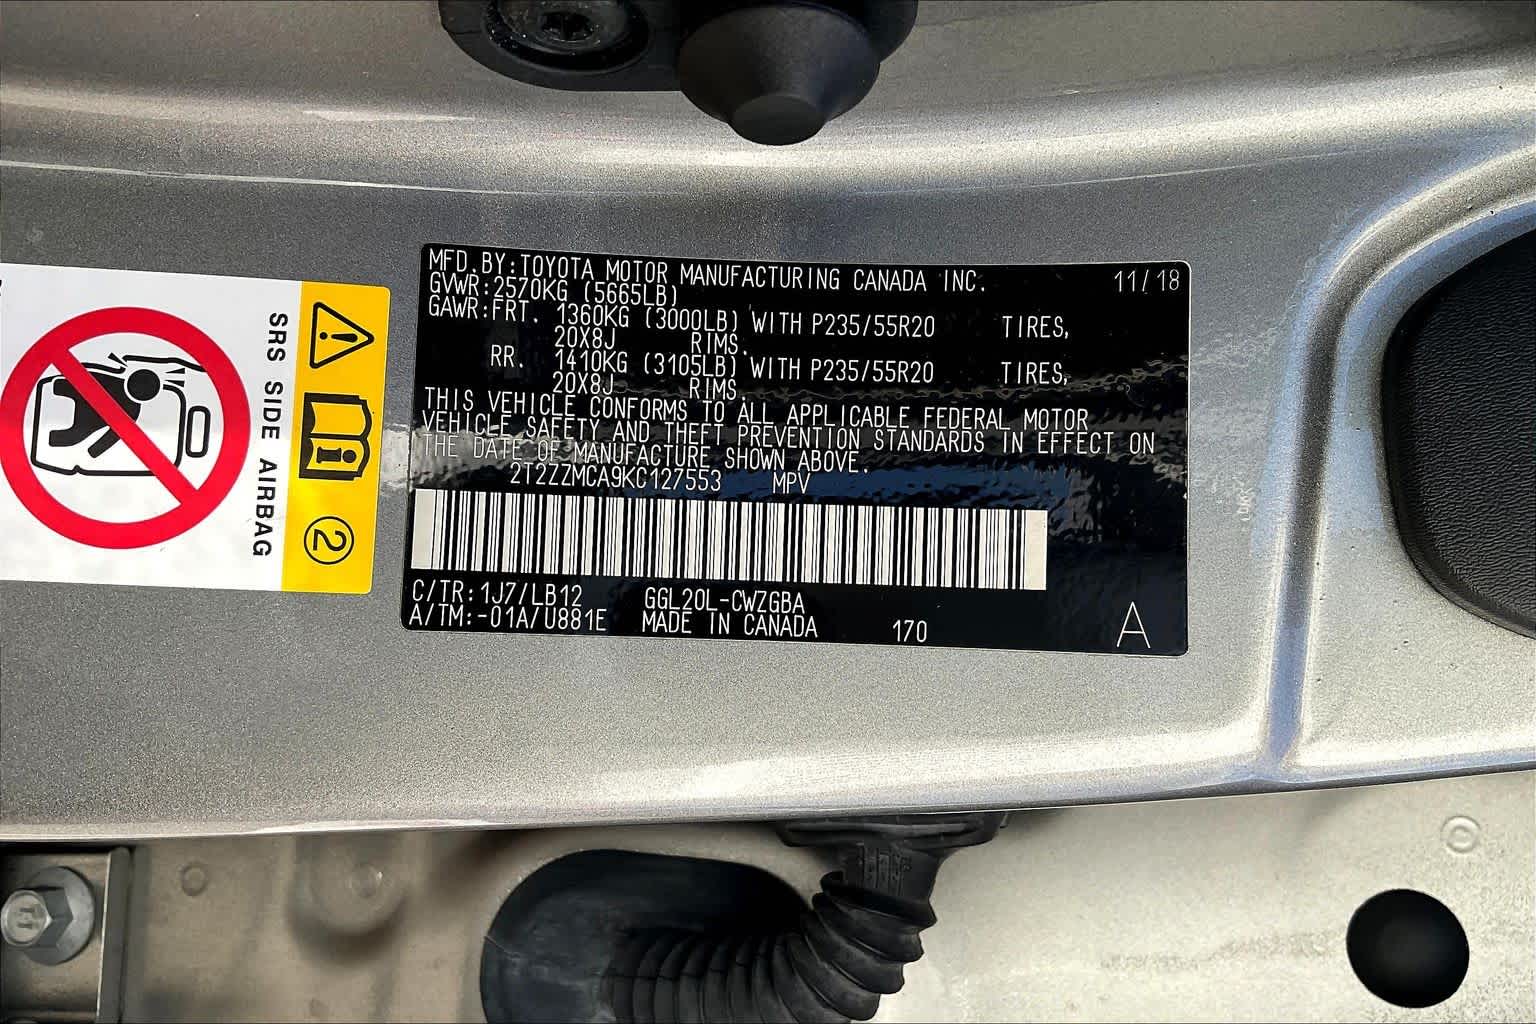 MFD.BY:TOYOTA MOTOR MANUFACTURING CANADA INC. 11/18
GVWR:2570KG (5665LB)
GAWR:FRT. 1360KG (3000LB) WITH P235/55R20 TIRES,
20X8J RIMS.
RR. 1410KG (3105LB) WITH P235/55R20 TIRES,
20X8J RIMS.
THIS VEHICLE CONFORMS TO ALL APPLICABLE FEDERAL MOTOR
VEHICLE SAFETY AND THEFT PREVENTION STANDARDS IN EFFECT ON
THE DATE OF MANUFACTURE SHOWN ABOVE.
2T2ZZMCA9KC127553 MPV
C/TR:1J7/LB12 GGL20L-CWZGBA
A/TM:-01A/U881E MADE IN CANADA 170 A
SRS SIDE AIRBAG
2